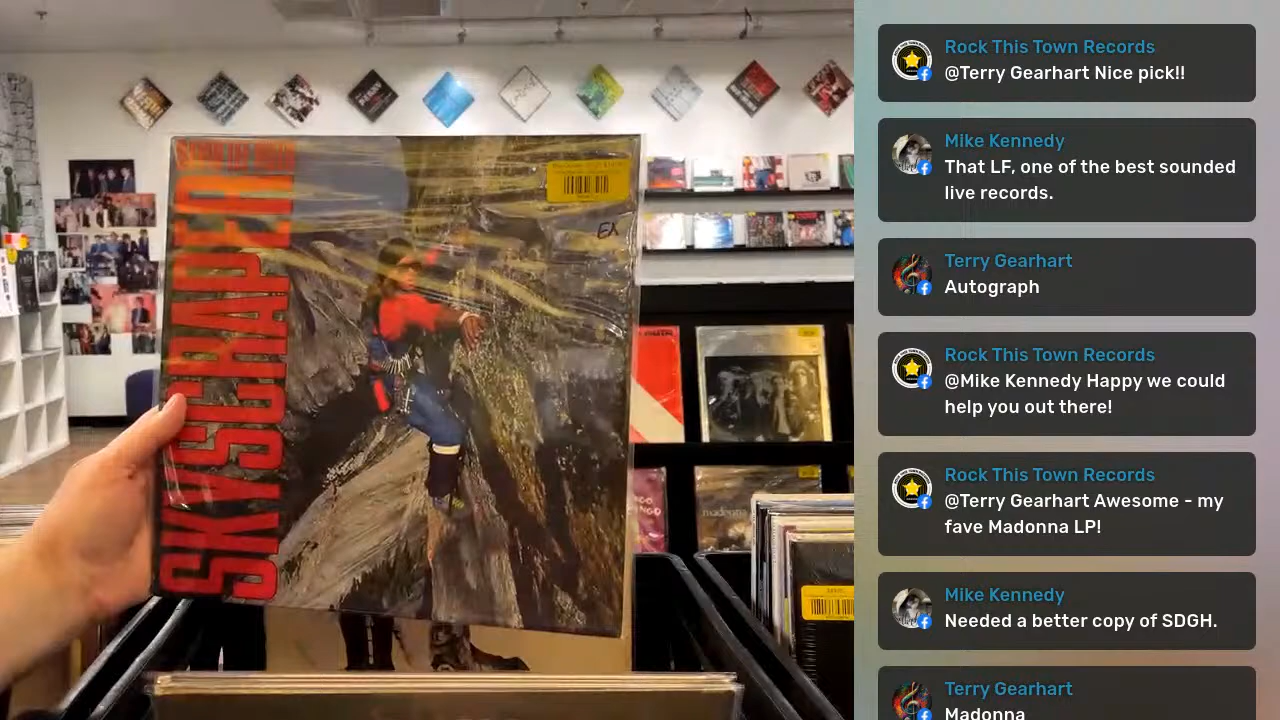 SKYSCRAPER
EX
madonna
Rock This Town Records
@Terry Gearhart Nice pick!!
Mike Kennedy
That LF, one of the best sounded
live records.
Terry Gearhart
Autograph
Rock This Town Records
@Mike Kennedy Happy we could
help you out there!
Rock This Town Records
@Terry Gearhart Awesome - my
fave Madonna LP!
Mike Kennedy
Needed a better copy of SDGH.
Terry Gearhart
Madonna